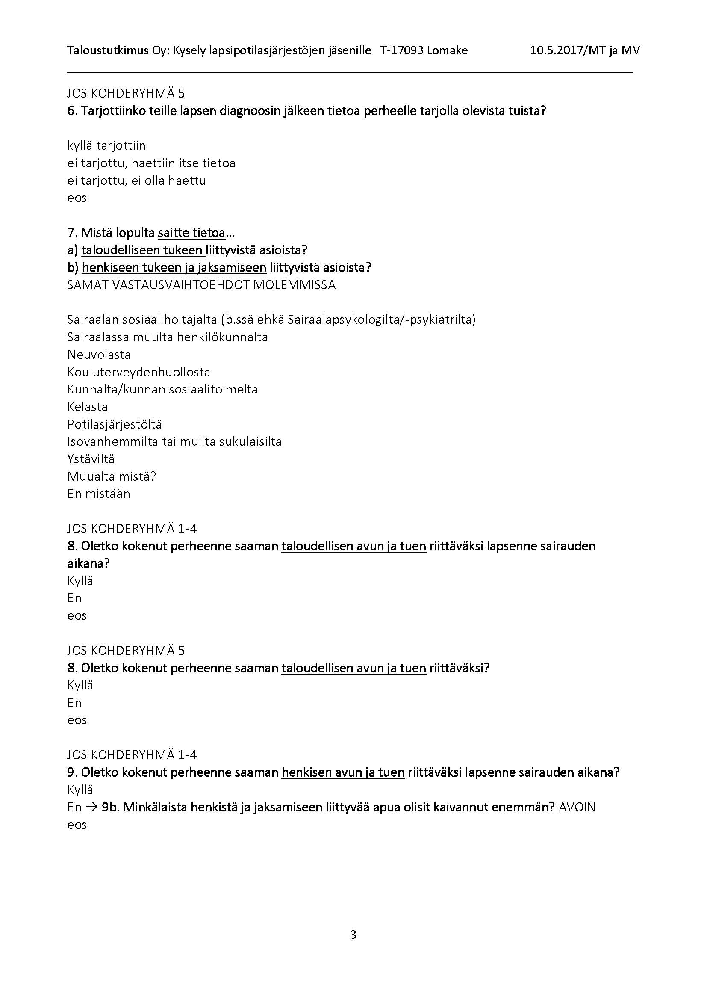 Taloustutkimus Oy: Kysely lapsipotilasjärjestöjen jäsenille T-17093 Lomake 10.5.2017/MT ja MV
JOS KOHDERYHMÄ 5
6. Tarjottiinko teille lapsen diagnoosin jälkeen tietoa perheelle tarjolla olevista tuista?
kyllä tarjottiin
ei tarjottu, haettiin itse tietoa
ei tarjottu, ei olla haettu
eos
7. Mistä lopulta saitte tietoa…
a) taloudelliseen tukeen liittyvistä asioista?
b) henkiseen tukeen ja jaksamiseen liittyvistä asioista?
SAMAT VASTAUSVAIHTOEHDOT MOLEMMISSA
Sairaalan sosiaalihoitajalta (b.ssä ehkä Sairaalapsykologilta/-psykiatrilta)
Sairaalassa muulta henkilökunnalta
Neuvolasta
Kouluterveydenhuollosta
Kunnalta/kunnan sosiaalitoimelta
Kelasta
Potilasjärjestöltä
Isovanhemmilta tai muilta sukulaisilta
Ystäviltä
Muualta mistä?
En mistään
JOS KOHDERYHMÄ 1-4
8. Oletko kokenut perheenne saaman taloudellisen avun ja tuen riittäväksi lapsenne sairauden
aikana?
Kyllä
En
eos
JOS KOHDERYHMÄ 5
8. Oletko kokenut perheenne saaman taloudellisen avun ja tuen riittäväksi?
Kyllä
En
eos
JOS KOHDERYHMÄ 1-4
9. Oletko kokenut perheenne saaman henkisen avun ja tuen riittäväksi lapsenne sairauden aikana?
Kyllä
En → 9b. Minkälaista henkistä ja jaksamiseen liittyvää apua olisit kaivannut enemmän? AVOIN
eos
3